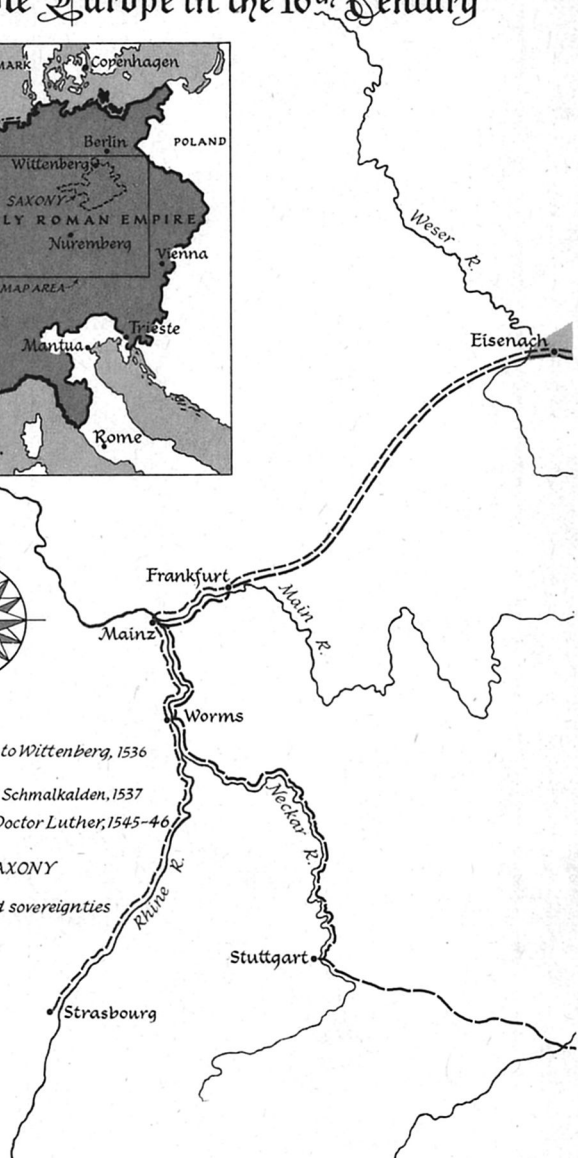 Europe in the 16th Century
MARK
Copenhagen
Berlin
POLAND
Wittenberg
SAXONY
LY ROMAN EMPIRE
Nuremberg
Vienna
MAP AREA
Trieste
Mantua
Rome
Weser R.
Eisenach
Frankfurt
Main R.
Mainz
Worms
to Wittenberg, 1536
Schmalkalden, 1537
Doctor Luther, 1545-46
AXONY
d sovereignties
Neckar R.
Rhine R.
Stuttgart
Strasbourg